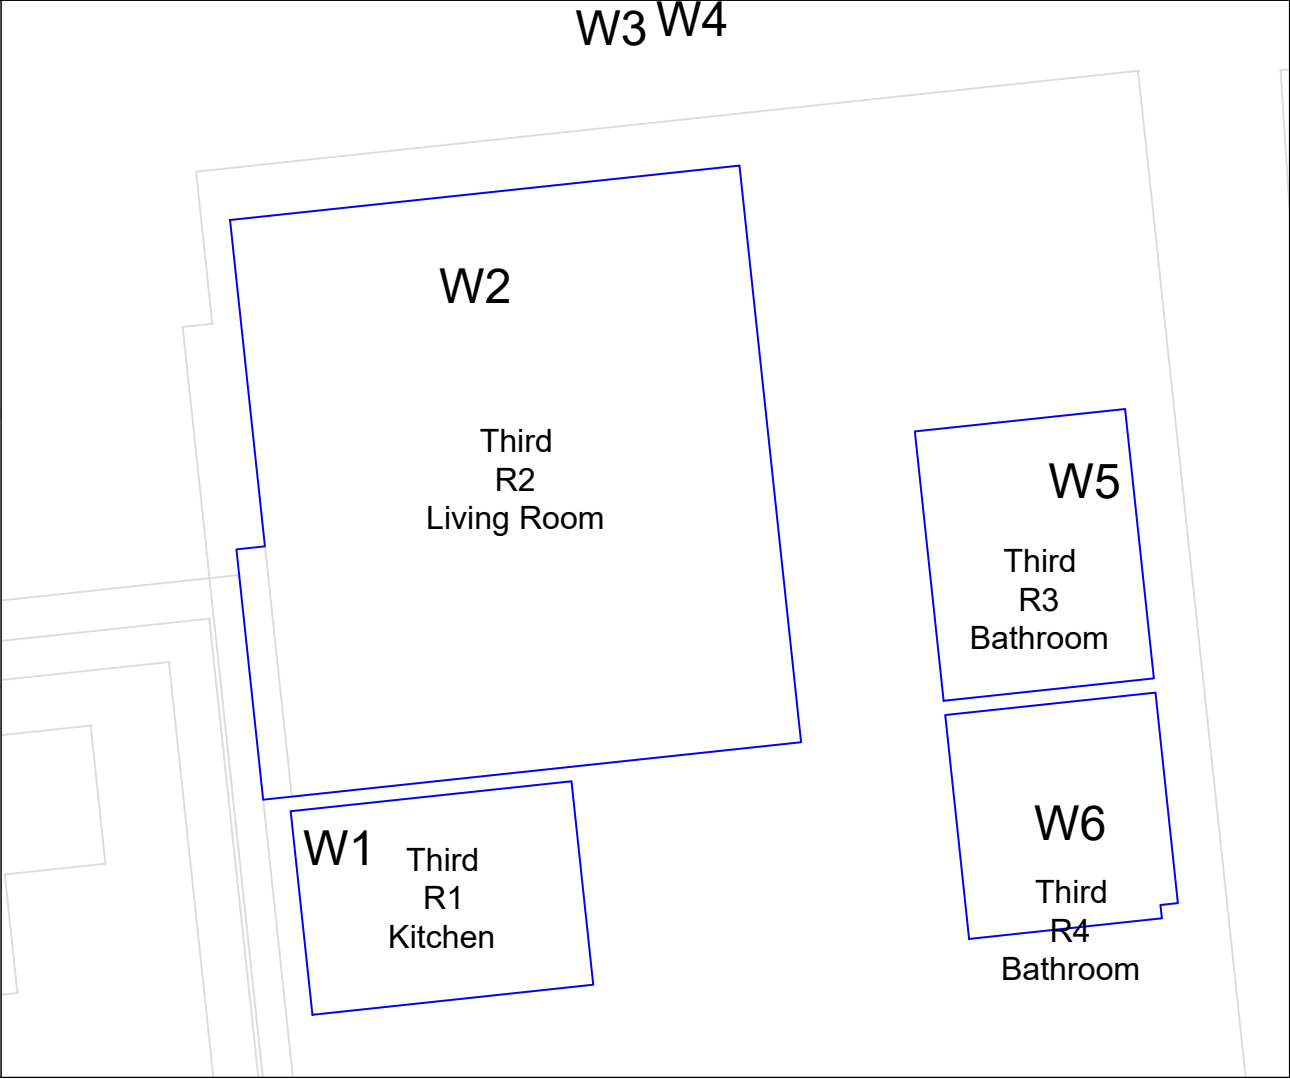 W3 W4
W2
Third
R2
Living Room
W5
Third
R3
Bathroom
W1
Third
R1
Kitchen
W6
Third
R4
Bathroom